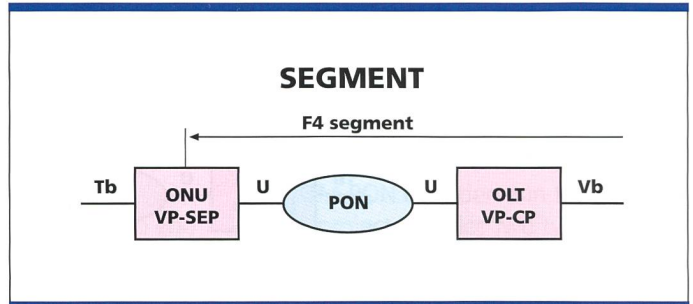 SEGMENT
F4 segment
Tb
ONU
VP-SEP
U
PON
U
OLT
VP-CP
Vb